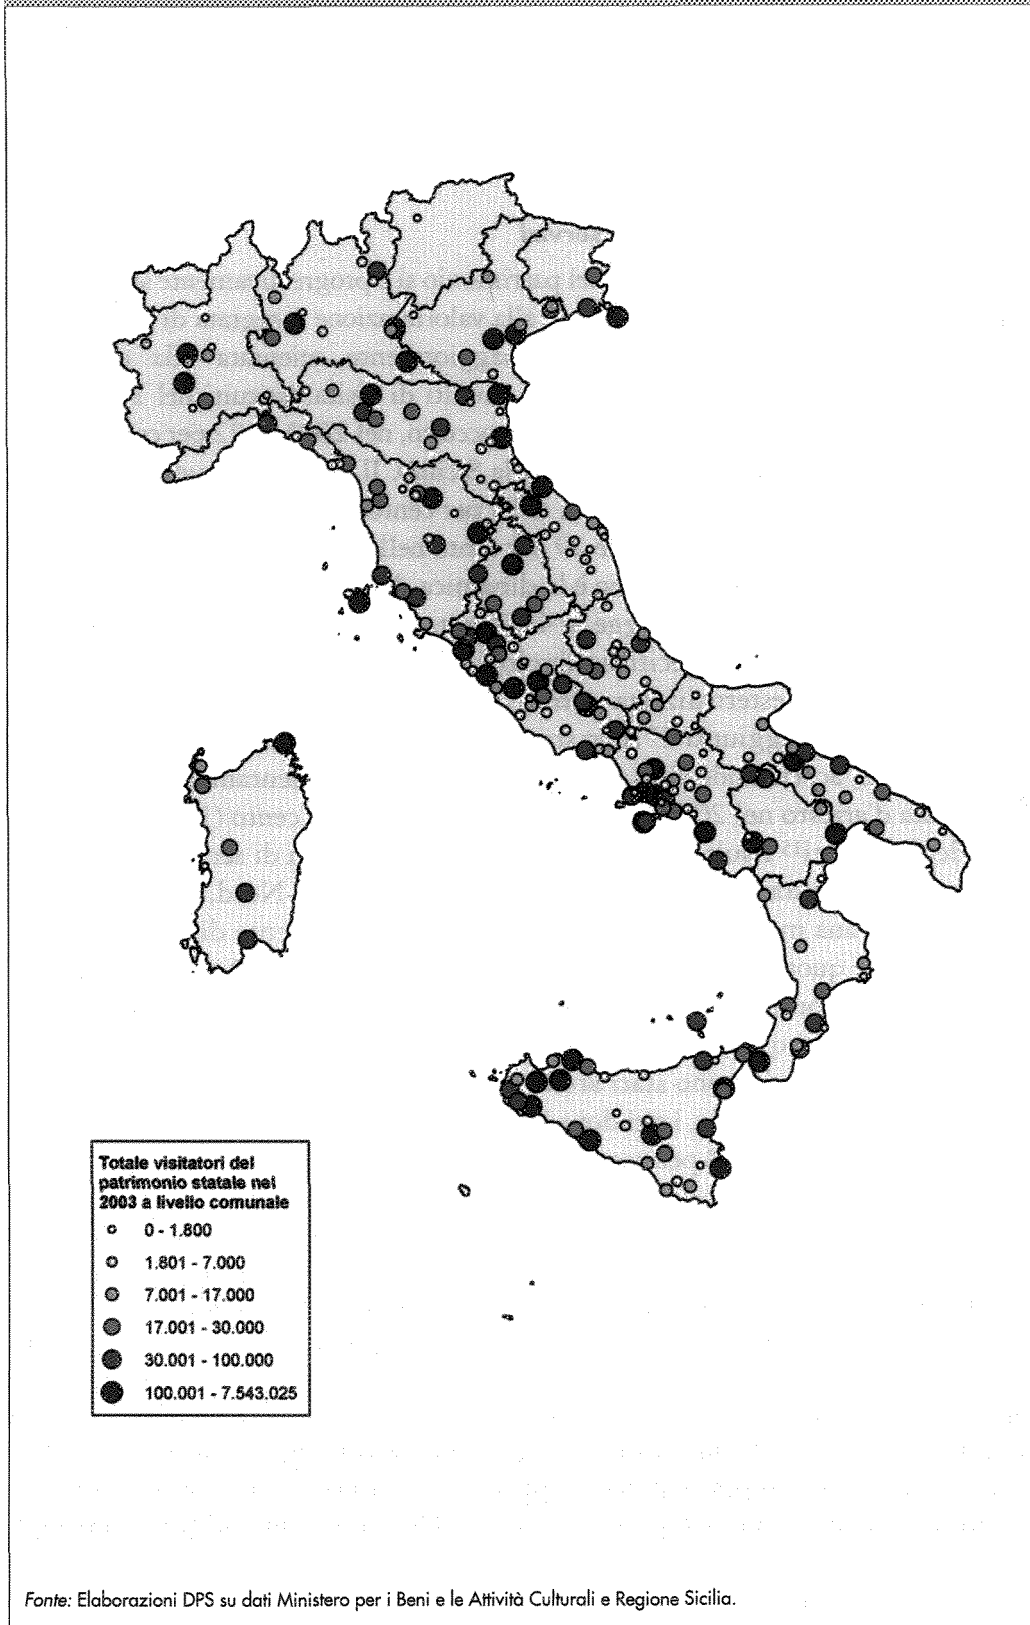 Totale visitatori del
patrimonio statale nel
2003 a livello comunale
0 - 1.800
1.801 - 7.000
7.001 - 17.000
17.001 - 30.000
30.001 - 100.000
100.001 - 7.543.025
Fonte: Elaborazioni DPS su dati Ministero per i Beni e le Attività Culturali e Regione Sicilia.